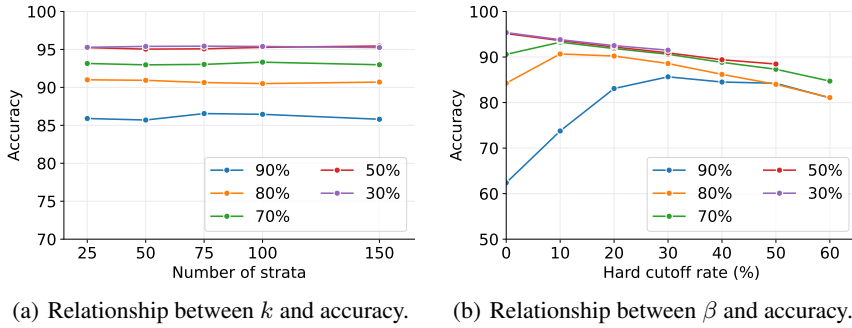 100
95
90
85
80
75
70
Accuracy
25 50 75 100 150
Number of strata
90% 50%
80% 30%
70%
(a) Relationship between k and accuracy.
100
90
80
70
60
50
Accuracy
0 10 20 30 40 50 60
Hard cutoff rate (%)
90% 50%
80% 30%
70%
(b) Relationship between β and accuracy.